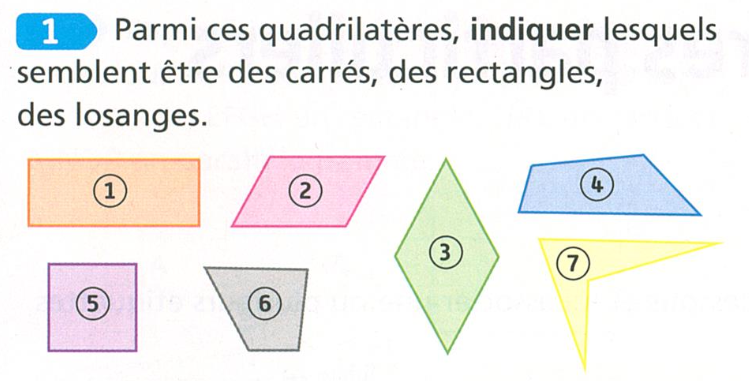 1 Parmi ces quadrilatères, indiquer lesquels
semblent être des carrés, des rectangles,
des losanges.
1
2
3
4
5
6
7